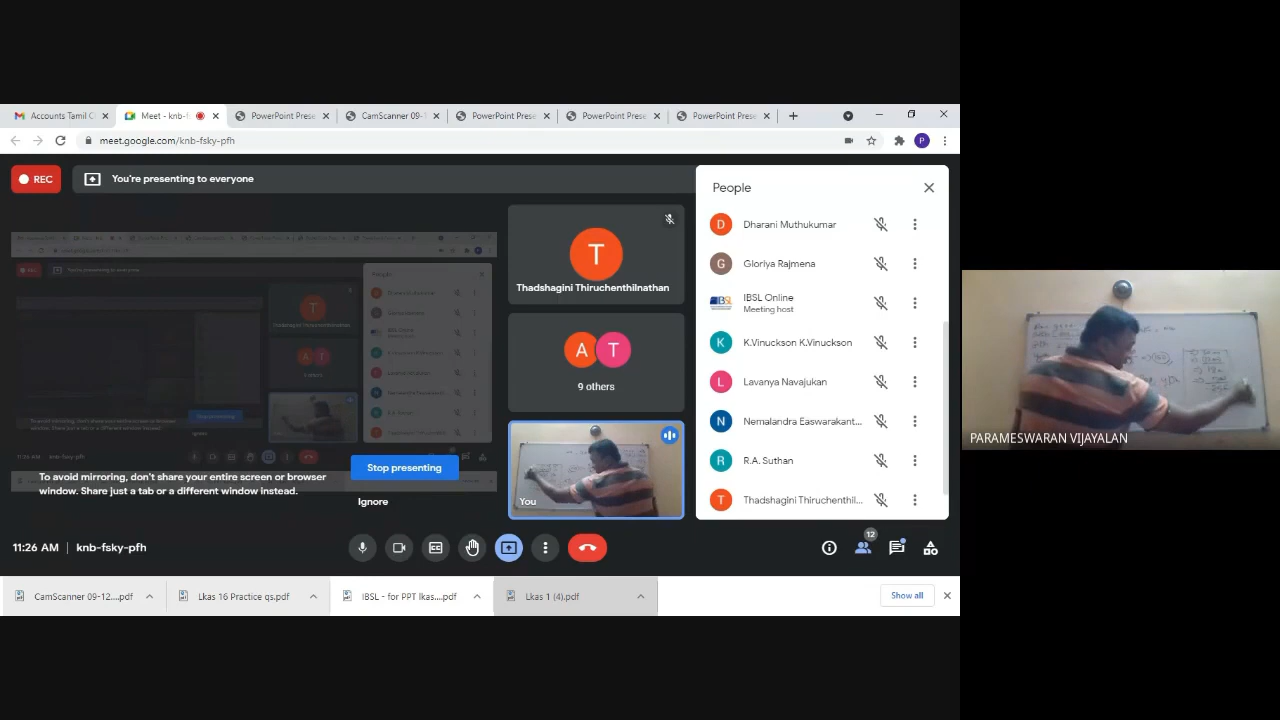 Accounts Tamil C
Meet - knb-f
PowerPoint Prese
CamScanner 09-1
PowerPoint Prese
PowerPoint Prese
PowerPoint Prese
meet.google.com/knb-fsky-pfh
P
REC
You're presenting to everyone
People
Dharani Muthukumar
Gloriya Rajmena
IBSL Online
Meeting host
K.Vinuckson K.Vinuckson
Lavanya Navajukan
Nemalandra Easwarakant...
R.A. Suthan
Thadshagini Thiruchenthil...
D
G
K
L
N
R
T
T
Thadshagini Thiruchenthilnathan
A T
9 others
You
To avoid mirroring, don't share your entire screen or browser
window. Share just a tab or a different window instead.
Stop presenting
Ignore
11:26 AM | knb-fsky-pfh
12
CamScanner 09-12....pdf
Lkas 16 Practice qs.pdf
IBSL - for PPT lkas....pdf
Lkas 1 (4).pdf
Show all
PARAMESWARAN VIJAYALAN